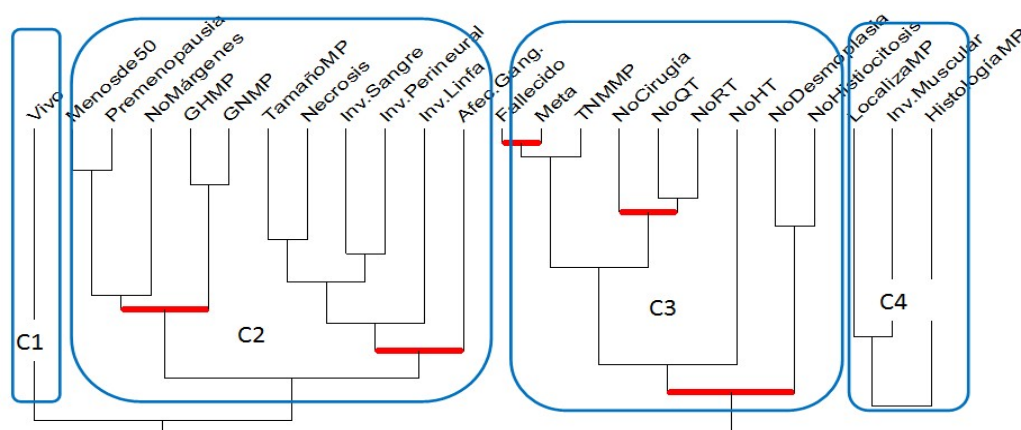 Vivo
Menosde50
Premenopausia
NoMárgenes
GHMP
GNMP
TamañoMP
Necrosis
Inv.Sangre
Inv.Perineural
Inv.Linfa
Afec.Gang.
Fallecido
Meta
TNMMP
NoCirugía
NoQT
NoRT
NoHT
NoDesmoplasia
NoHistiocitosis
LocalizaMP
Inv.Muscular
HistologíaMP
C1
C2
C3
C4